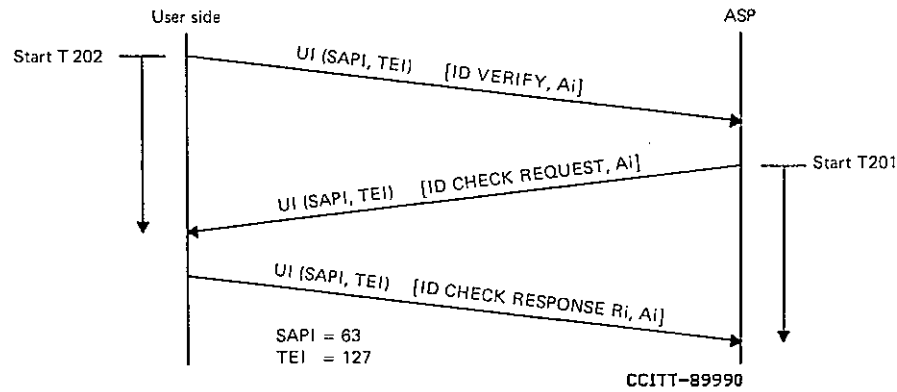 User side
ASP
Start T 202
UI (SAPI, TEI) [ID VERIFY, Ai]
UI (SAPI, TEI) [ID CHECK REQUEST, Ai]
Start T201
UI (SAPI, TEI) [ID CHECK RESPONSE Ri, Ai]
SAPI = 63
TEI = 127
CCITT-89990